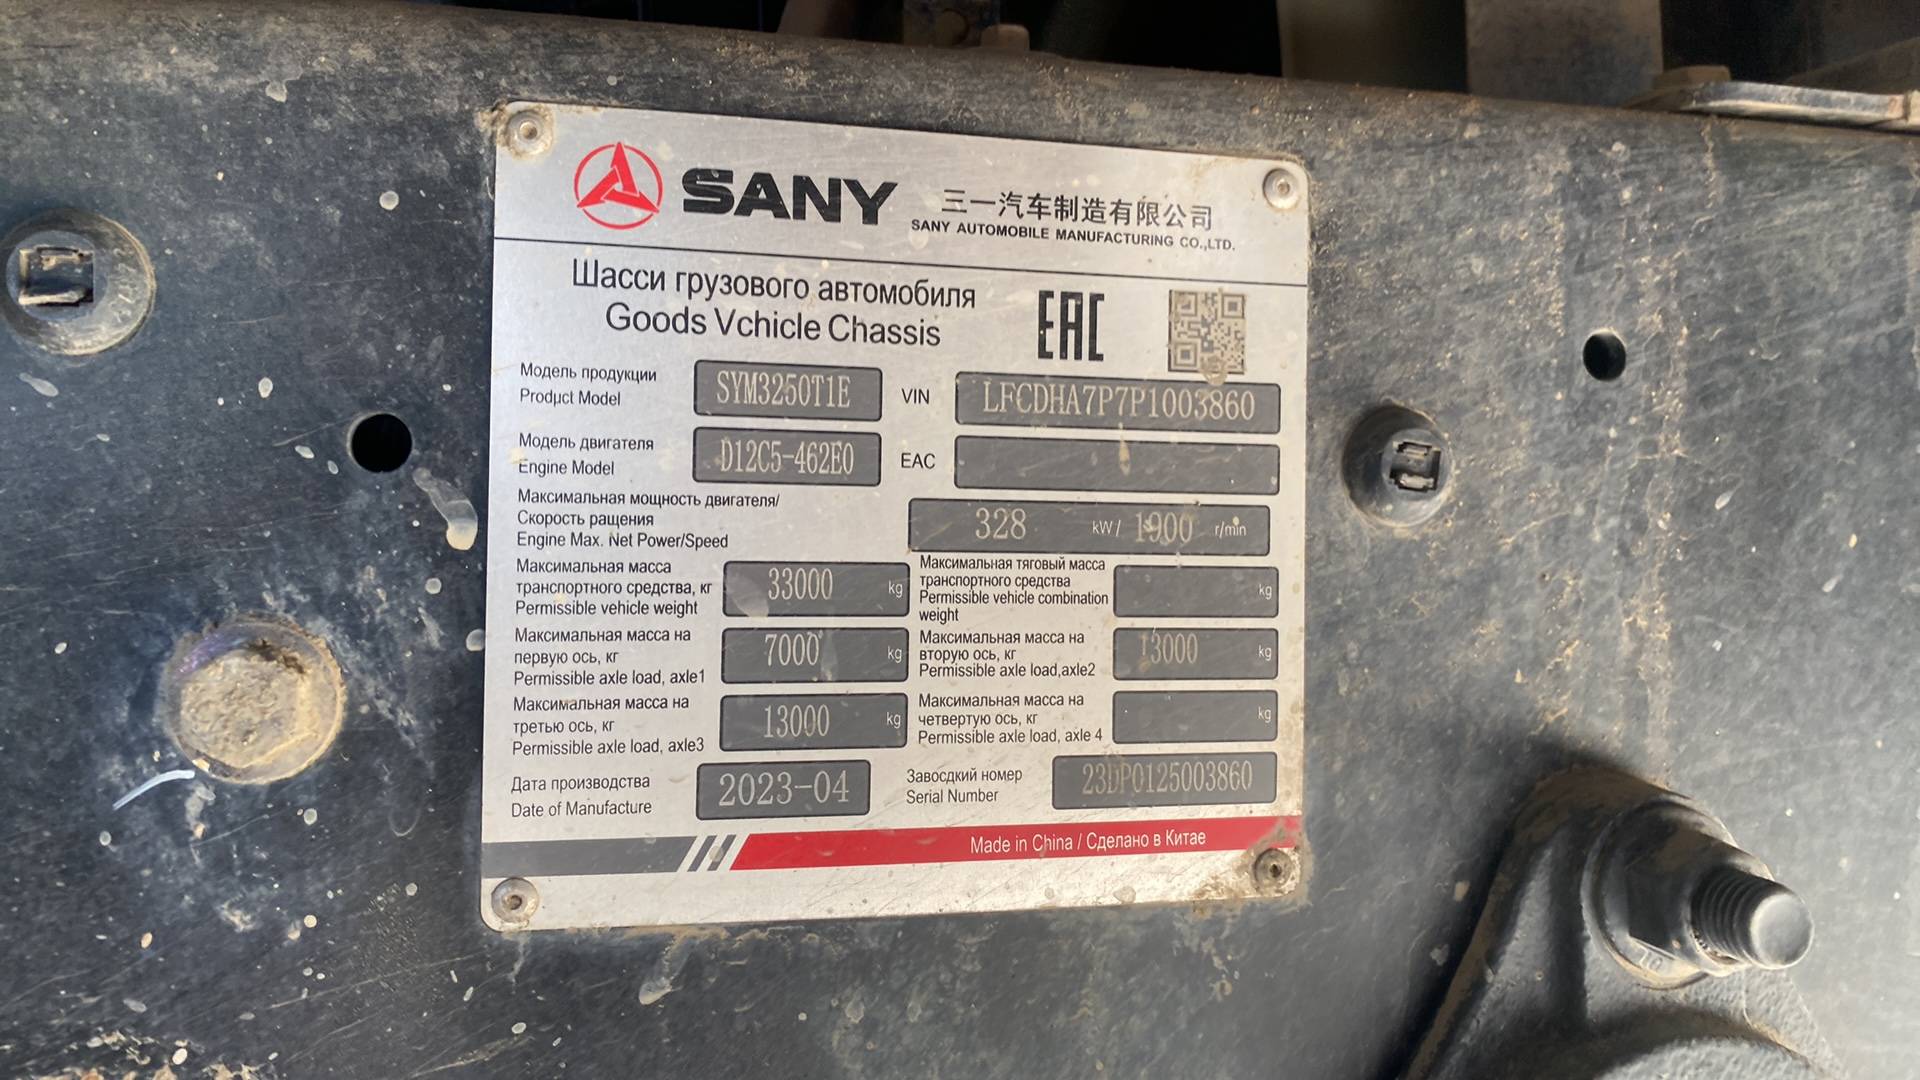 SANY 三一汽车制造有限公司
SANY AUTOMOBILE MANUFACTURING CO.,LTD.
Шасси грузового автомобиля
Goods Vchicle Chassis
EAC
Модель продукции
Product Model
SYM3250T1E
VIN
LFCDHA7P7P1003860
Модель двигателя
Engine Model
D12C5-462E0
EAC
Максимальная мощность двигателя/
Скорость ращения
Engine Max. Net Power/Speed
328 kW/ 1900 r/min
Максимальная масса
транспортного средства, кг
Permissible vehicle weight
33000 kg
Максимальная тяговый масса
транспортного средства
Permissible vehicle combination
weight
kg
Максимальная масса на
первую ось, кг
Permissible axle load, axle1
7000 kg
Максимальная масса на
вторую ось, кг
Permissible axle load,axle2
13000 kg
Максимальная масса на
третью ось, кг
Permissible axle load, axle3
13000 kg
Максимальная масса на
четвертую ось, кг
Permissible axle load, axle 4
kg
Дата производства
Date of Manufacture
2023-04
Завосдкий номер
Serial Number
23DP0125003860
Made in China / Сделано в Китае